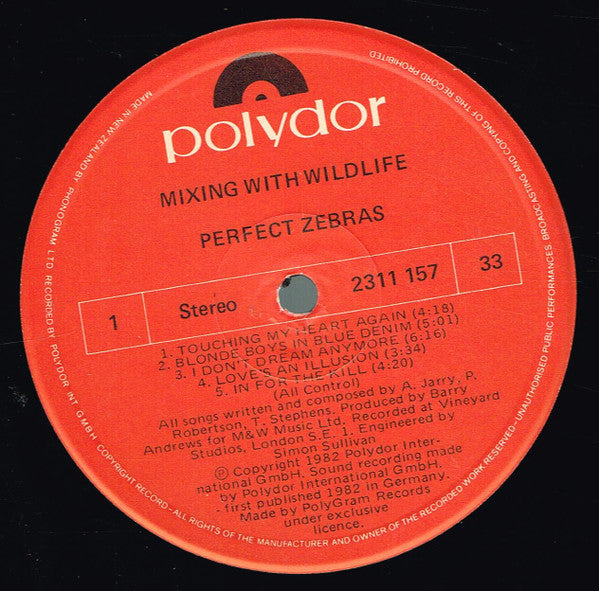 polydor
MIXING WITH WILDLIFE
PERFECT ZEBRAS
1
Stereo
2311 157
33
1. TOUCHING MY HEART AGAIN (4:18)
2. BLONDE BOYS IN BLUE DENIM (5:01)
3. I DON'T DREAM ANYMORE (6:16)
4. LOVE'S AN ILLUSION (3:34)
5. IN FOR THE KILL (4:20)
(All Control)
All songs written and composed by A. Jarry, P.
Robertson, T. Stephens. Produced by Barry
Andrews for M&W Music Ltd. Recorded at Vineyard
Studios, London S.E. 1. Engineered by
Simon Sullivan
Ⓟ Copyright 1982 Polydor Inter-
national GmbH. Sound recording made
by Polydor International GmbH.
- first published 1982 in Germany.
Made by PolyGram Records
under exclusive
licence.
MADE IN NEW ZEALAND BY PHONOGRAM LTD. RECORDED BY POLYDOR INT. GMBH COPYRIGHT RECORD – ALL RIGHTS OF THE MANUFACTURER AND OWNER OF THE RECORDED WORK RESERVED – UNAUTHORISED PUBLIC PERFORMANCES, BROADCASTING AND COPYING OF THIS RECORD PROHIBITED